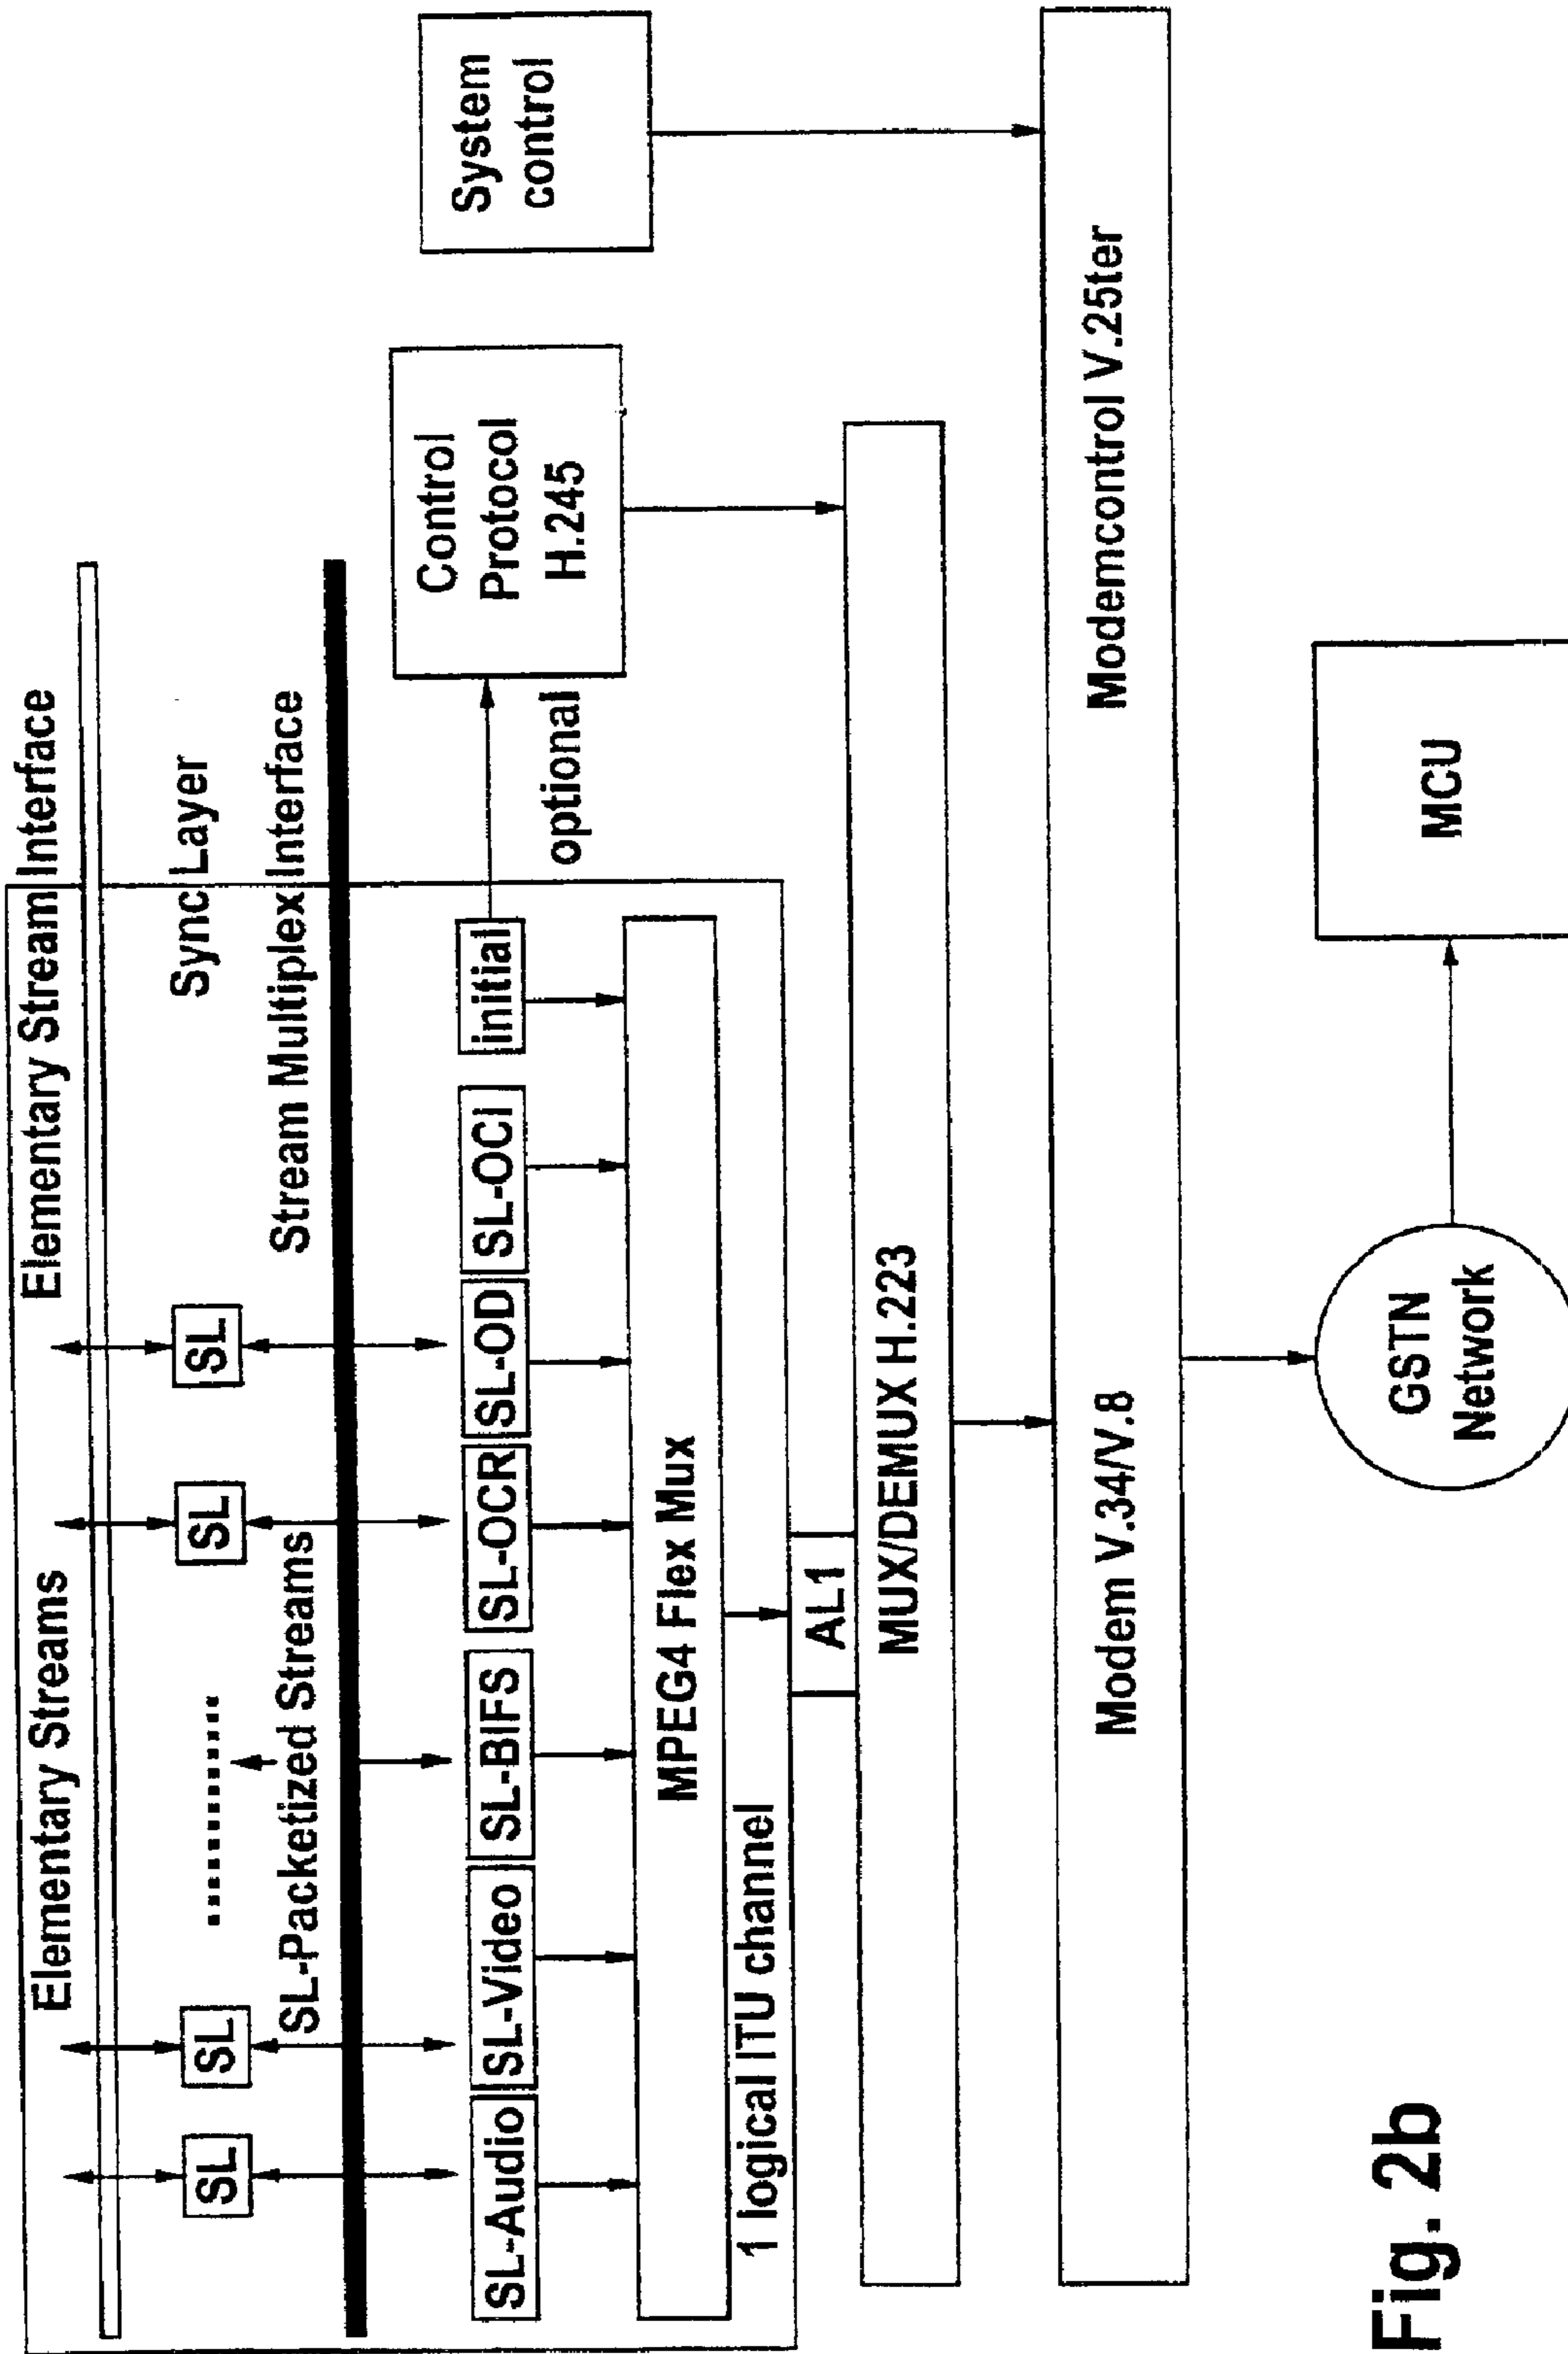 Elementary Streams
Elementary Stream Interface
SL
SL
SL
SL
Sync Layer
SL-Packetized Streams
Stream Multiplex Interface
SL-Audio
SL-Video
SL-BIFS
SL-OCR
SL-OD
SL-OCI
initial
optional
Control
Protocol
H.245
System
control
MPEG4 Flex Mux
1 logical ITU channel
AL1
MUX/DEMUX H.223
Modem V.34/V.8
Modemcontrol V.25ter
GSTN
Network
MCU
Fig. 2b